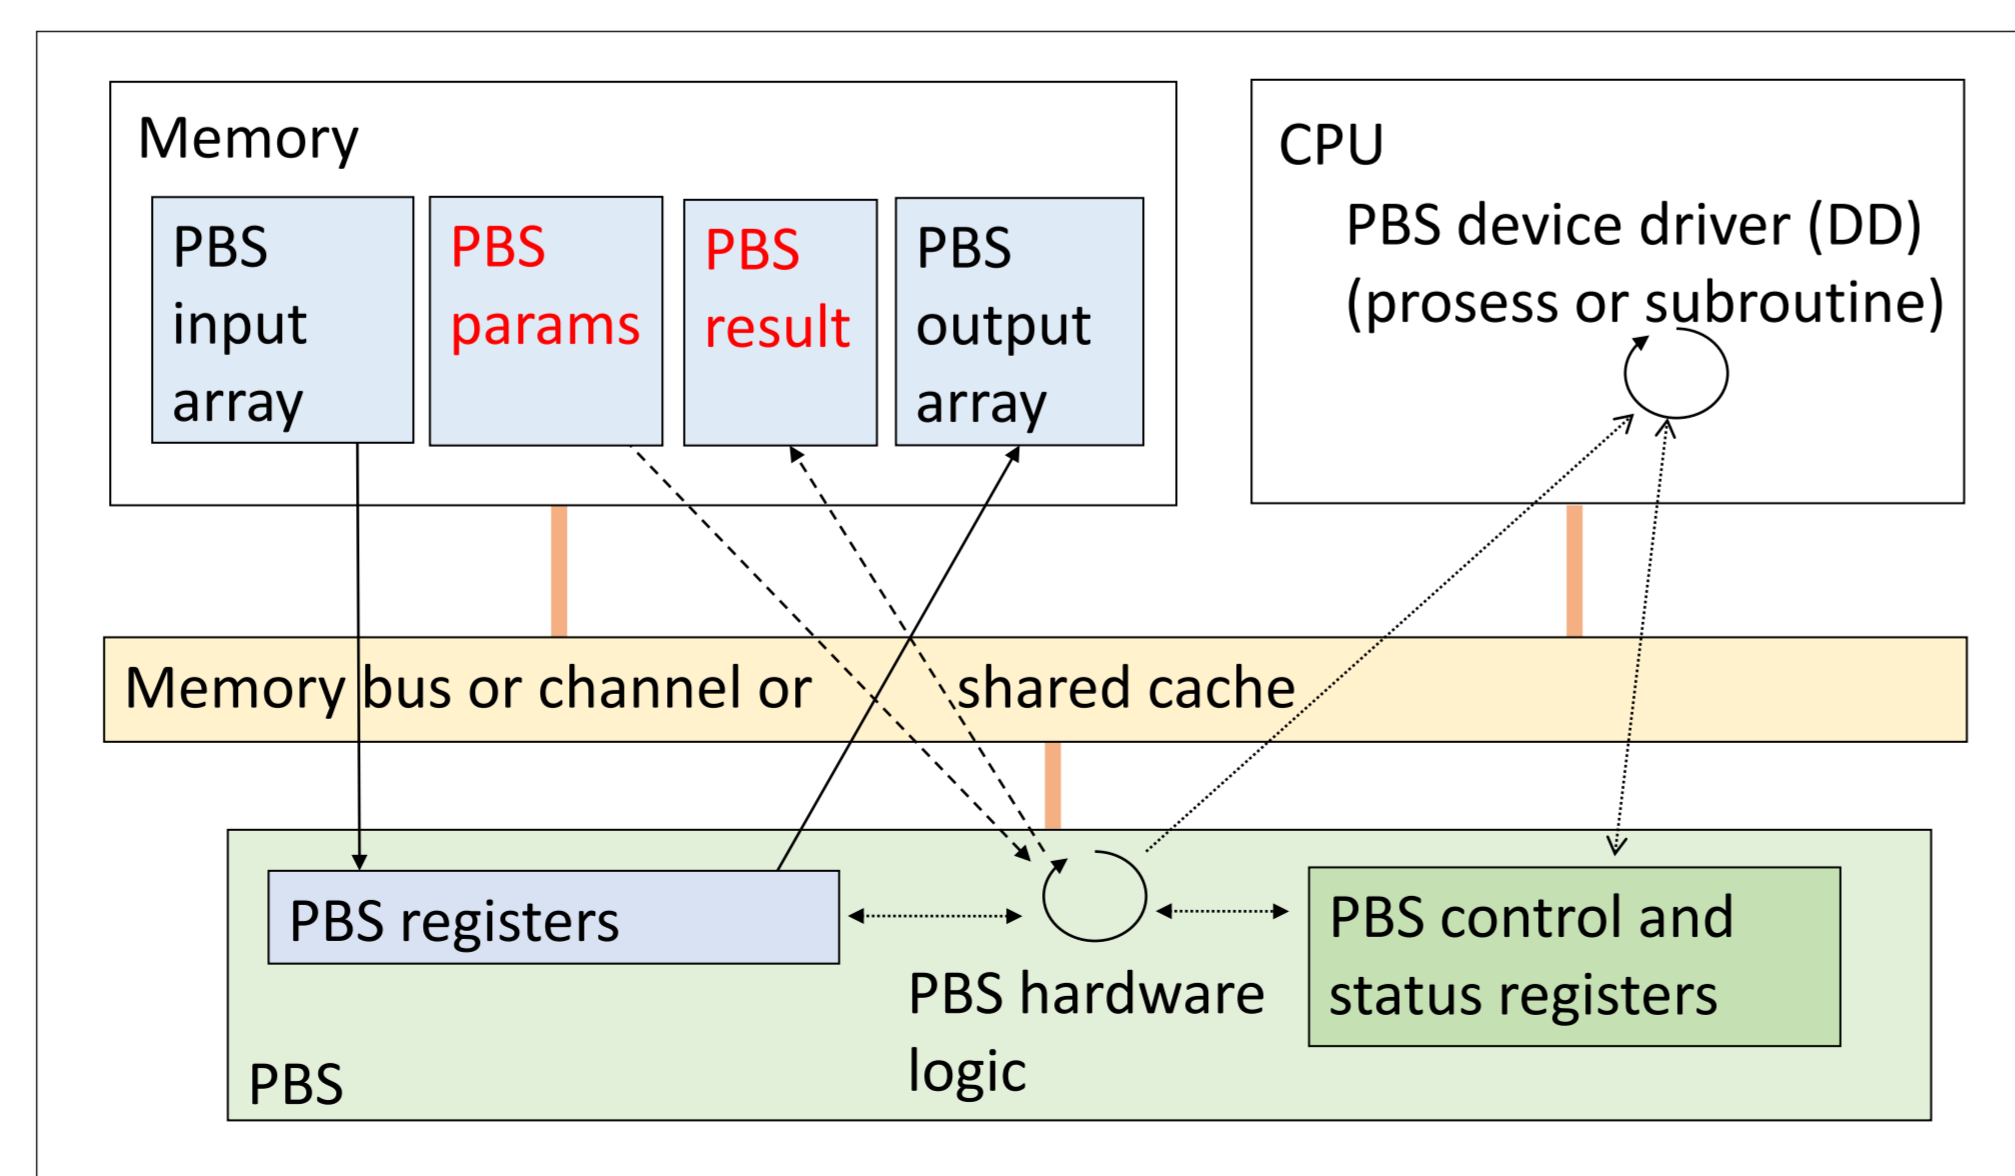 Memory
PBS
input
array
PBS
params
PBS
result
PBS
output
array
CPU
PBS device driver (DD)
(prosess or subroutine)
Memory bus or channel or shared cache
PBS registers
PBS hardware
logic
PBS control and
status registers
PBS